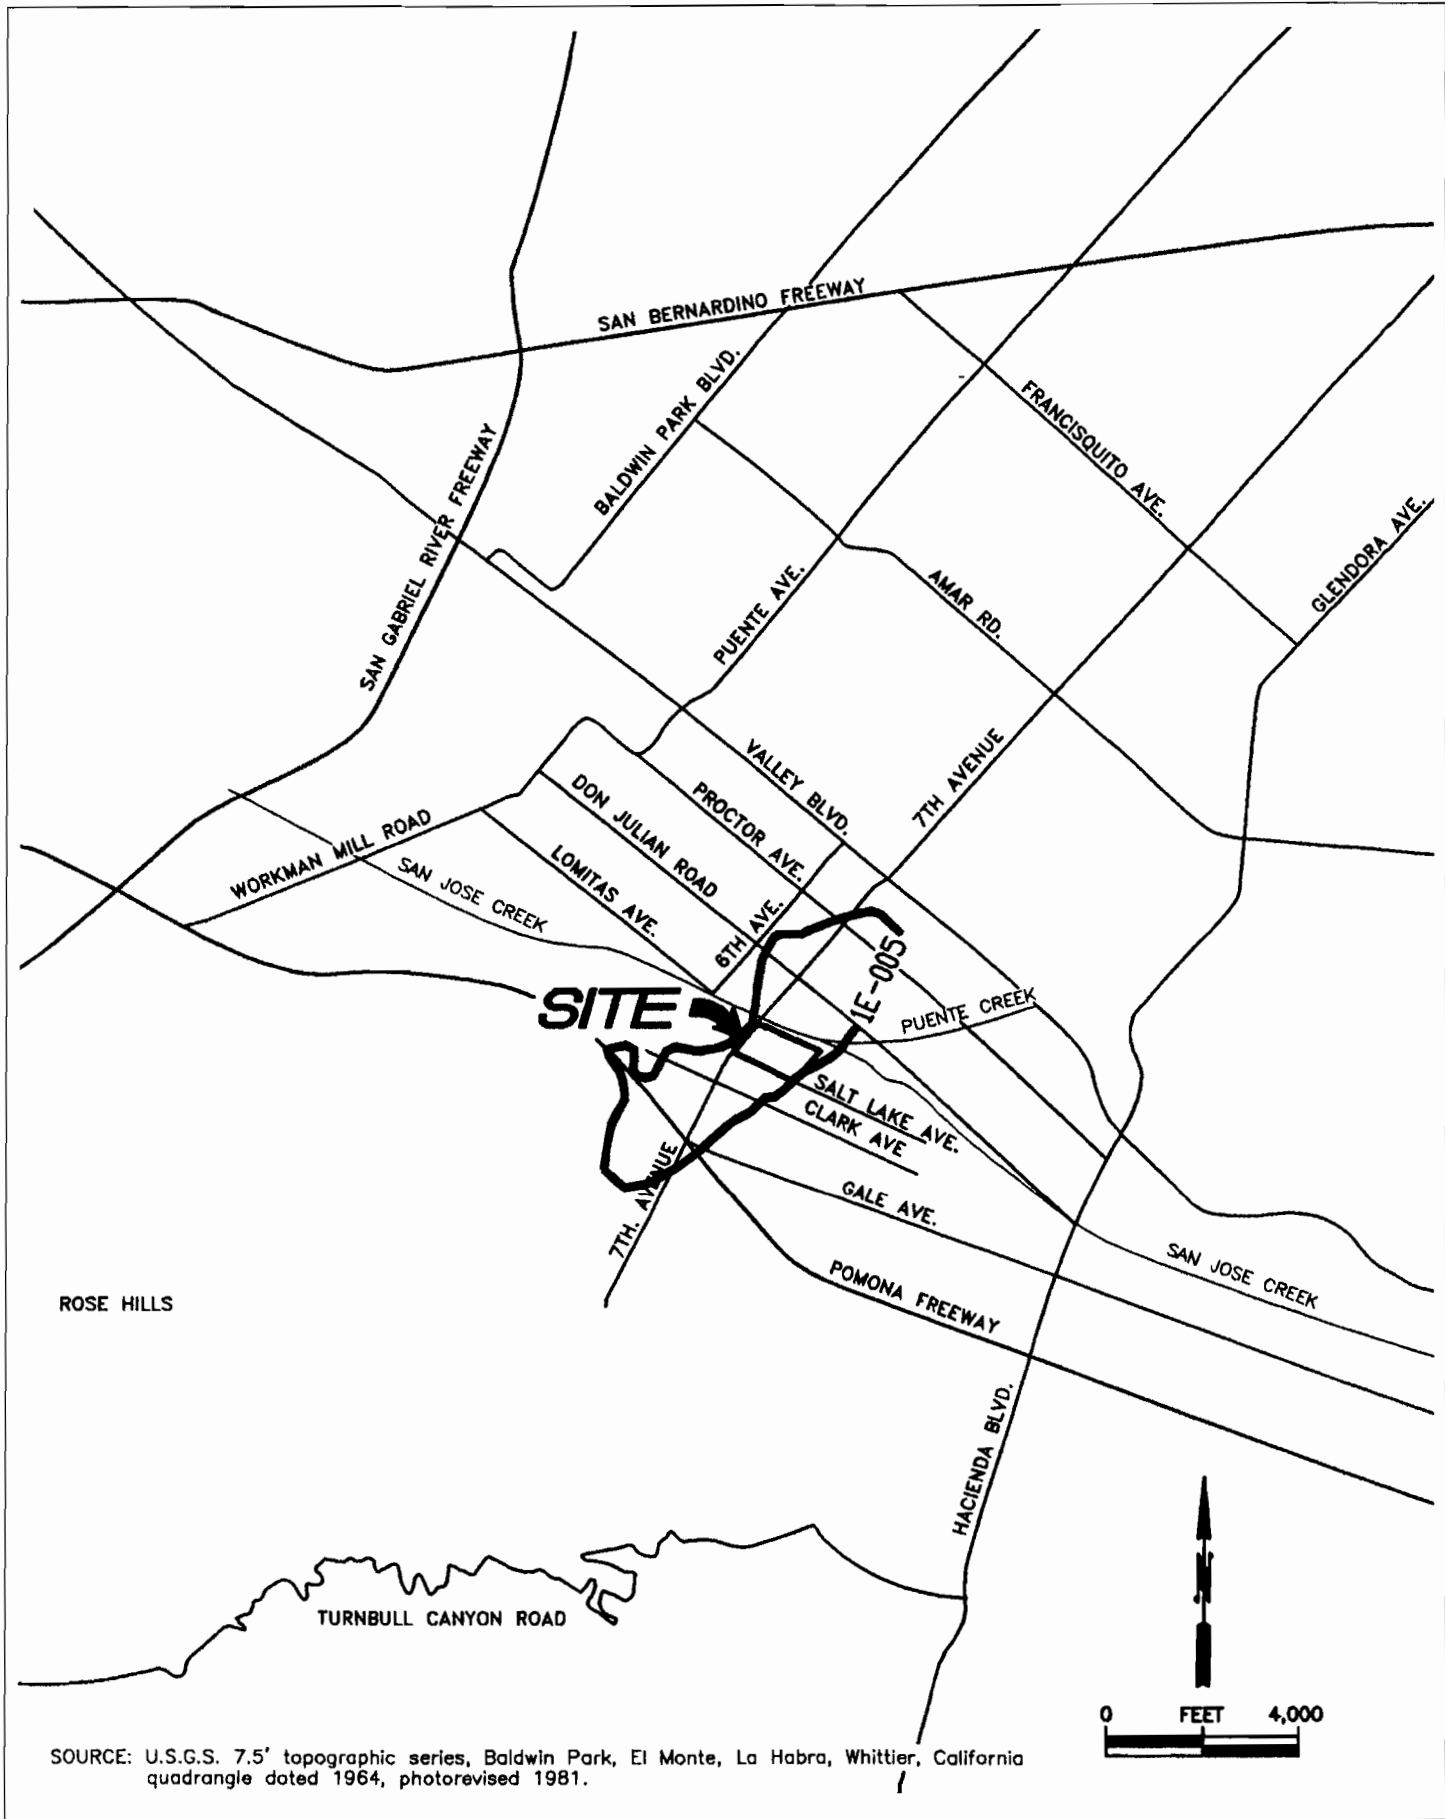 SAN BERNARDINO FREEWAY
BALDWIN PARK BLVD.
FRANCISQUITO AVE.
SAN GABRIEL RIVER FREEWAY
GLENDORA AVE.
PUENTE AVE.
AMAR RD.
VALLEY BLVD.
7TH AVENUE
PROCTOR AVE.
DON JULIAN ROAD
WORKMAN MILL ROAD
LOMITAS AVE.
SAN JOSE CREEK
6TH AVE.
1E-005
SITE
PUENTE CREEK
SALT LAKE AVE.
CLARK AVE
7TH. AVENUE
GALE AVE.
SAN JOSE CREEK
POMONA FREEWAY
ROSE HILLS
HACIENDA BLVD.
N
TURNBULL CANYON ROAD
0 FEET 4,000
SOURCE: U.S.G.S. 7.5' topographic series, Baldwin Park, El Monte, La Habra, Whittier, California
quadrangle dated 1964, photorevised 1981.